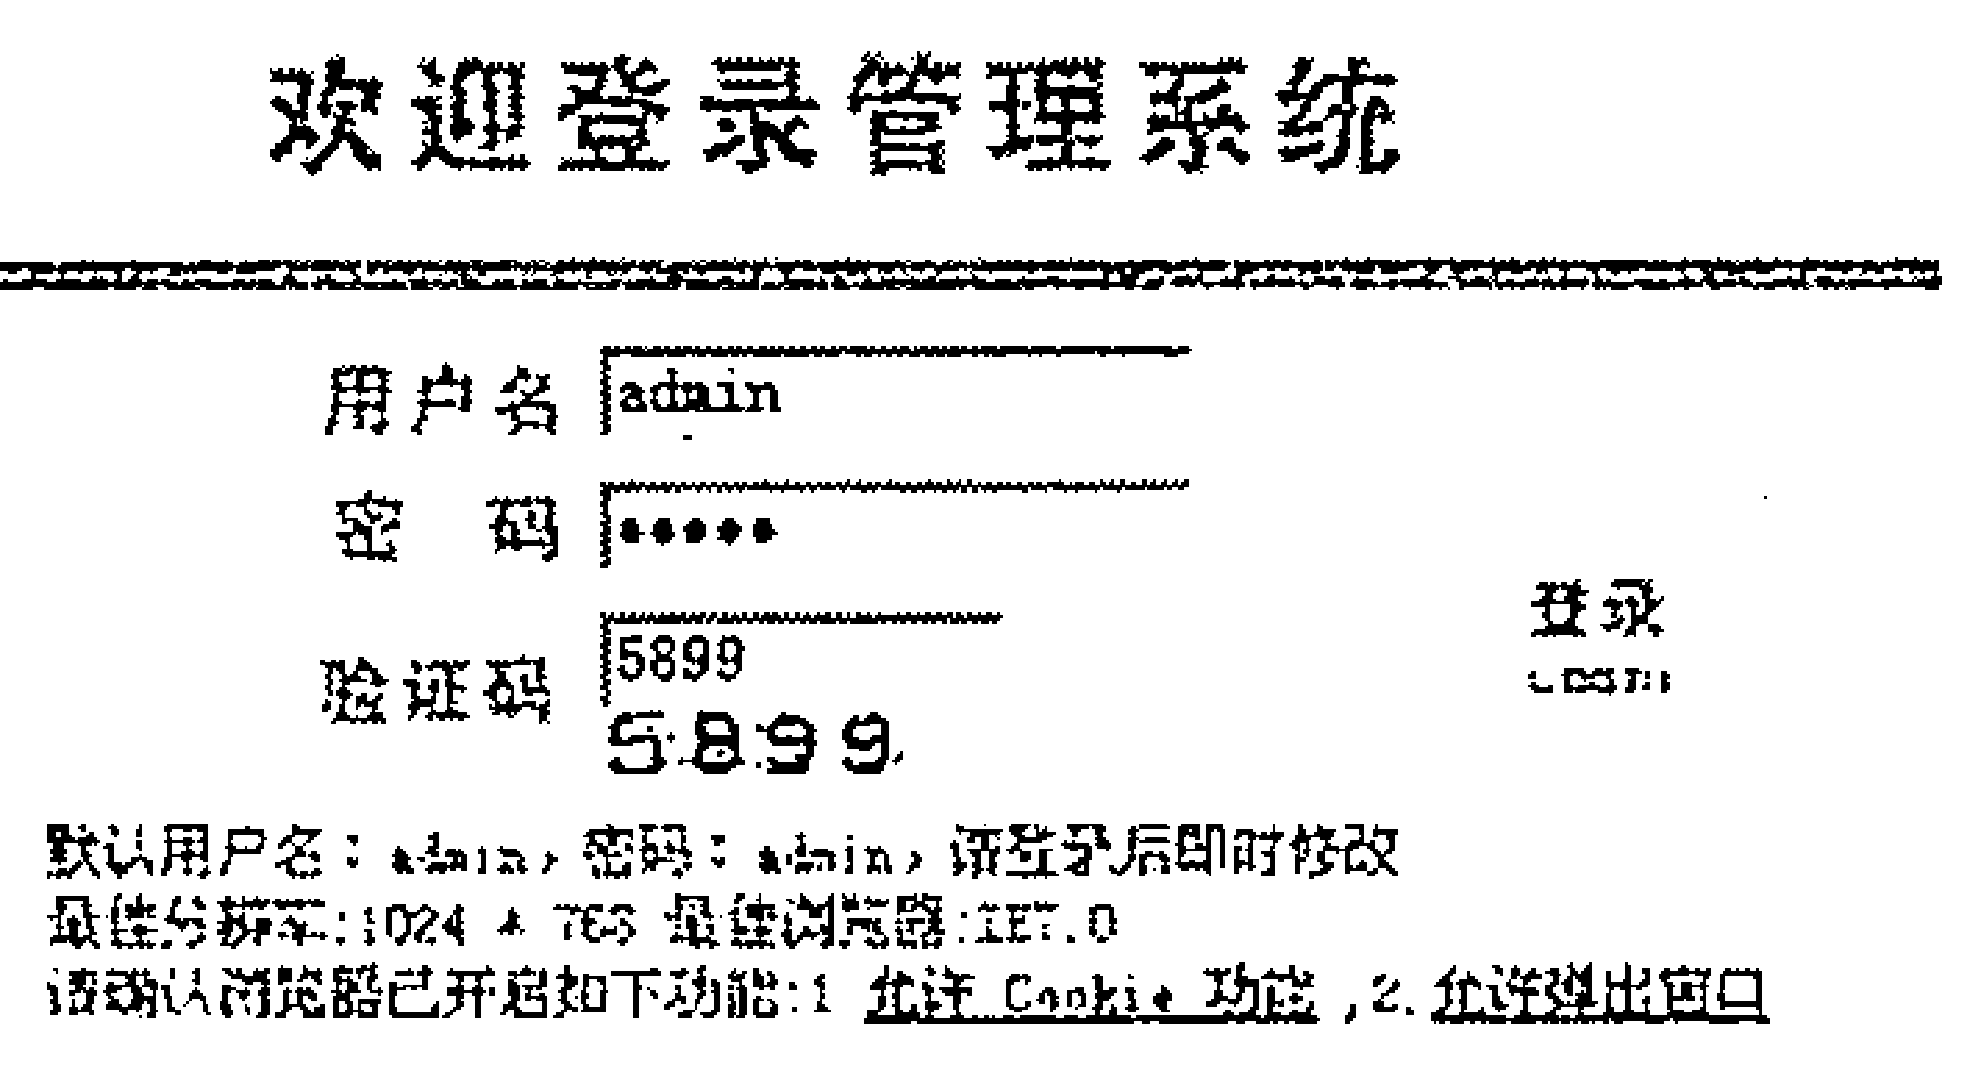 欢迎登录管理系统
用户名 admin
密 码 •••••
验证码 5899
5899
登录
Login
默认用户名：admin，密码：admin，请登录后即时修改
最佳分辨率:1024 * 768 最佳浏览器:IE7.0
请确认浏览器已开启如下功能:1 允许 Cookie 功能 ,2.允许弹出窗口